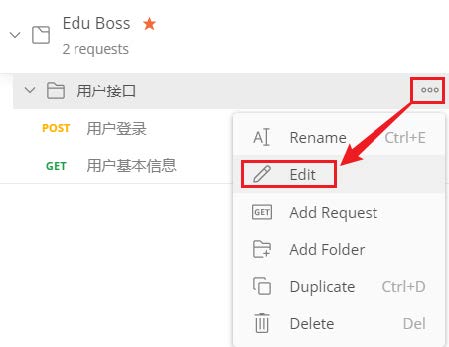 Edu Boss
2 requests
用户接口
POST 用户登录
GET 用户基本信息
Rename Ctrl+E
Edit
GET Add Request
Add Folder
Duplicate Ctrl+D
Delete Del